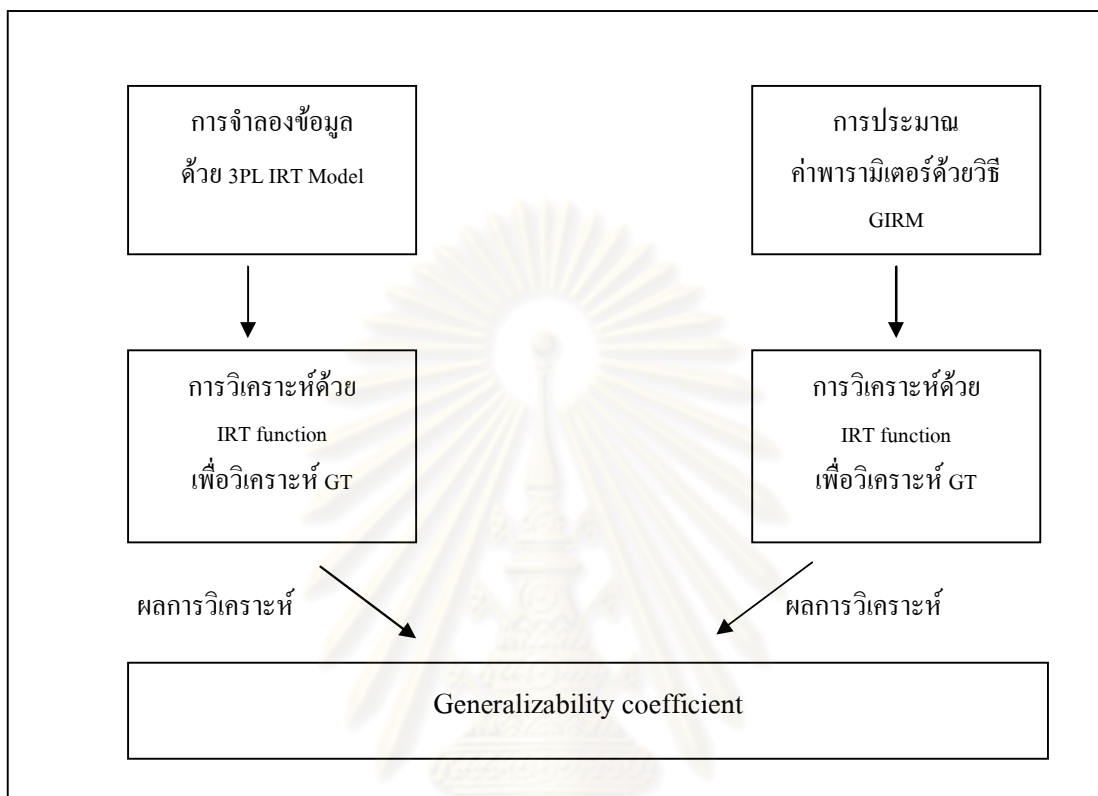 การจำลองข้อมูล
ด้วย 3PL IRT Model
การประมาณ
ค่าพารามิเตอร์ด้วยวิธี
GIRM
การวิเคราะห์ด้วย
IRT function
เพื่อวิเคราะห์ GT
การวิเคราะห์ด้วย
IRT function
เพื่อวิเคราะห์ GT
ผลการวิเคราะห์
ผลการวิเคราะห์
Generalizability coefficient